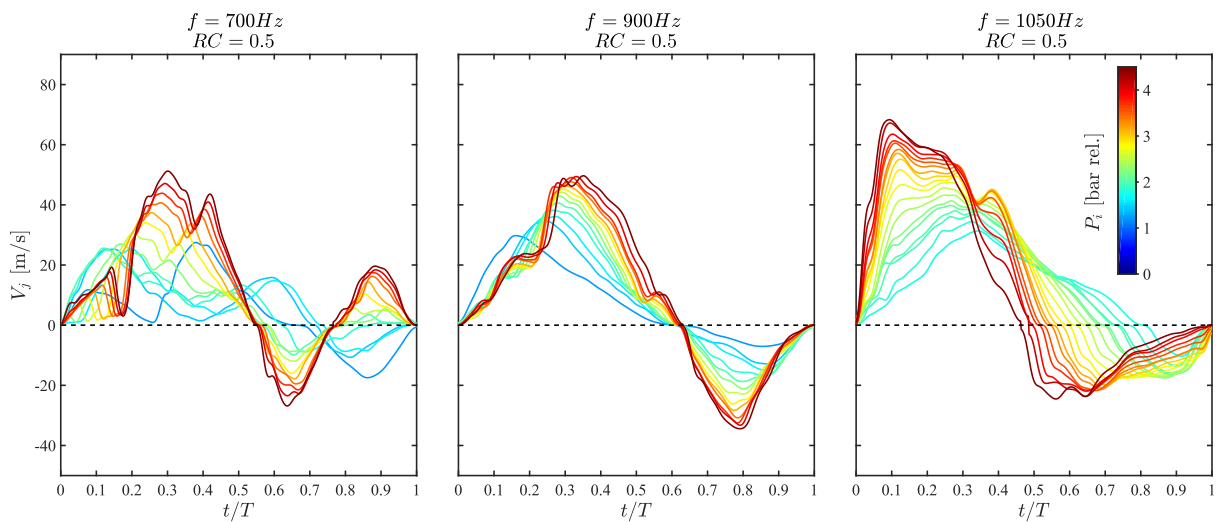 f = 700Hz
RC = 0.5
f = 900Hz
RC = 0.5
f = 1050Hz
RC = 0.5
80
60
40
20
0
-20
-40
V_j [m/s]
0 0.1 0.2 0.3 0.4 0.5 0.6 0.7 0.8 0.9 1
t/T
0 0.1 0.2 0.3 0.4 0.5 0.6 0.7 0.8 0.9 1
t/T
0 0.1 0.2 0.3 0.4 0.5 0.6 0.7 0.8 0.9 1
t/T
P_i [bar rel.]
4
3
2
1
0